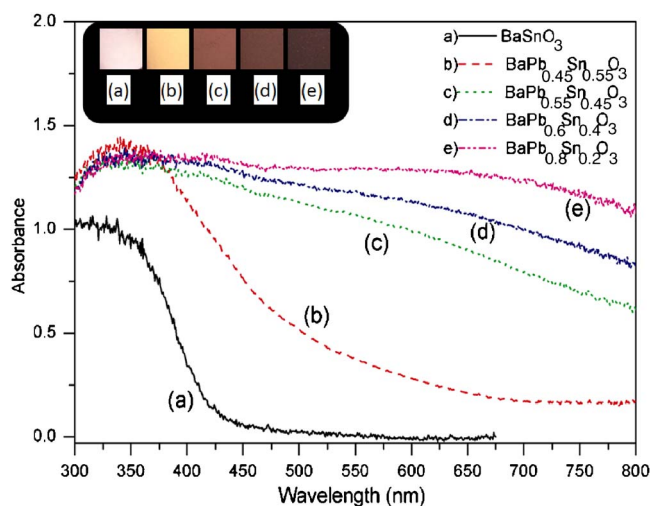 2.0
1.5
1.0
0.5
0.0
Absorbance
(a) (b) (c) (d) (e)
a) BaSnO3
b) BaPb0.45Sn0.55O3
c) BaPb0.55Sn0.45O3
d) BaPb0.6Sn0.4O3
e) BaPb0.8Sn0.2O3
(e)
(d)
(c)
(b)
(a)
300 350 400 450 500 550 600 650 700 750 800
Wavelength (nm)